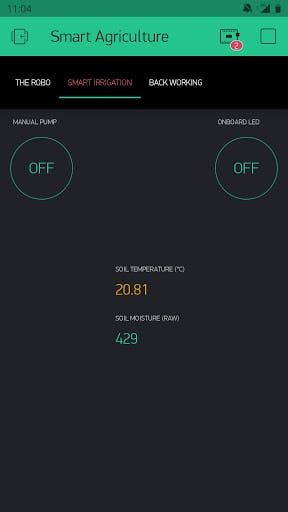 11:04
Smart Agriculture
2
THE ROBO SMART IRRIGATION BACK WORKING
MANUAL PUMP ONBOARD LED
OFF OFF
SOIL TEMPERATURE (°C)
20.81
SOIL MOISTURE (RAW)
429